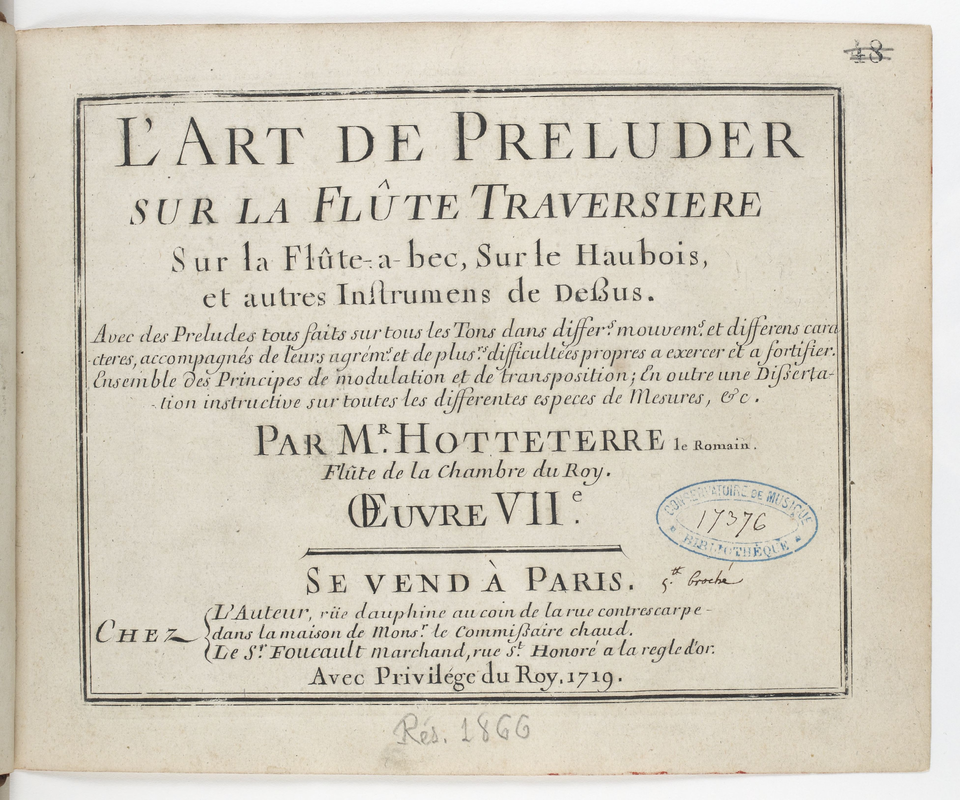 48
L'ART DE PRELUDER
SUR LA FLÛTE TRAVERSIERE
Sur la Flûte-a-bec, Sur le Haubois,
et autres Instrumens de Deßus.
Avec des Preludes tous faits sur tous les Tons dans differ.s mouvem.s et differens cara
-cteres, accompagnés de leurs agrém.s et de plus.rs difficultées propres a exercer et a fortifier.
Ensemble des Principes de modulation et de transposition; En outre une Disserta-
-tion instructive sur toutes les differentes especes de Mesures, &c.
PAR M.R HOTTETERRE le Romain.
Flûte de la Chambre du Roy.
ŒUVRE VII.e
CONSERVATOIRE DE MUSIQUE
17376
BIBLIOTHÈQUE
SE VEND À PARIS.
5.tt broché
CHEZ
L'Auteur, rüe dauphine au coin de la rue contrescarpe-
dans la maison de Mons.r le Commißaire chaud.
Le S.r Foucault marchand, rue S.t Honoré a la regle d'or.
Avec Privilége du Roy. 1719.
Rés. 1866